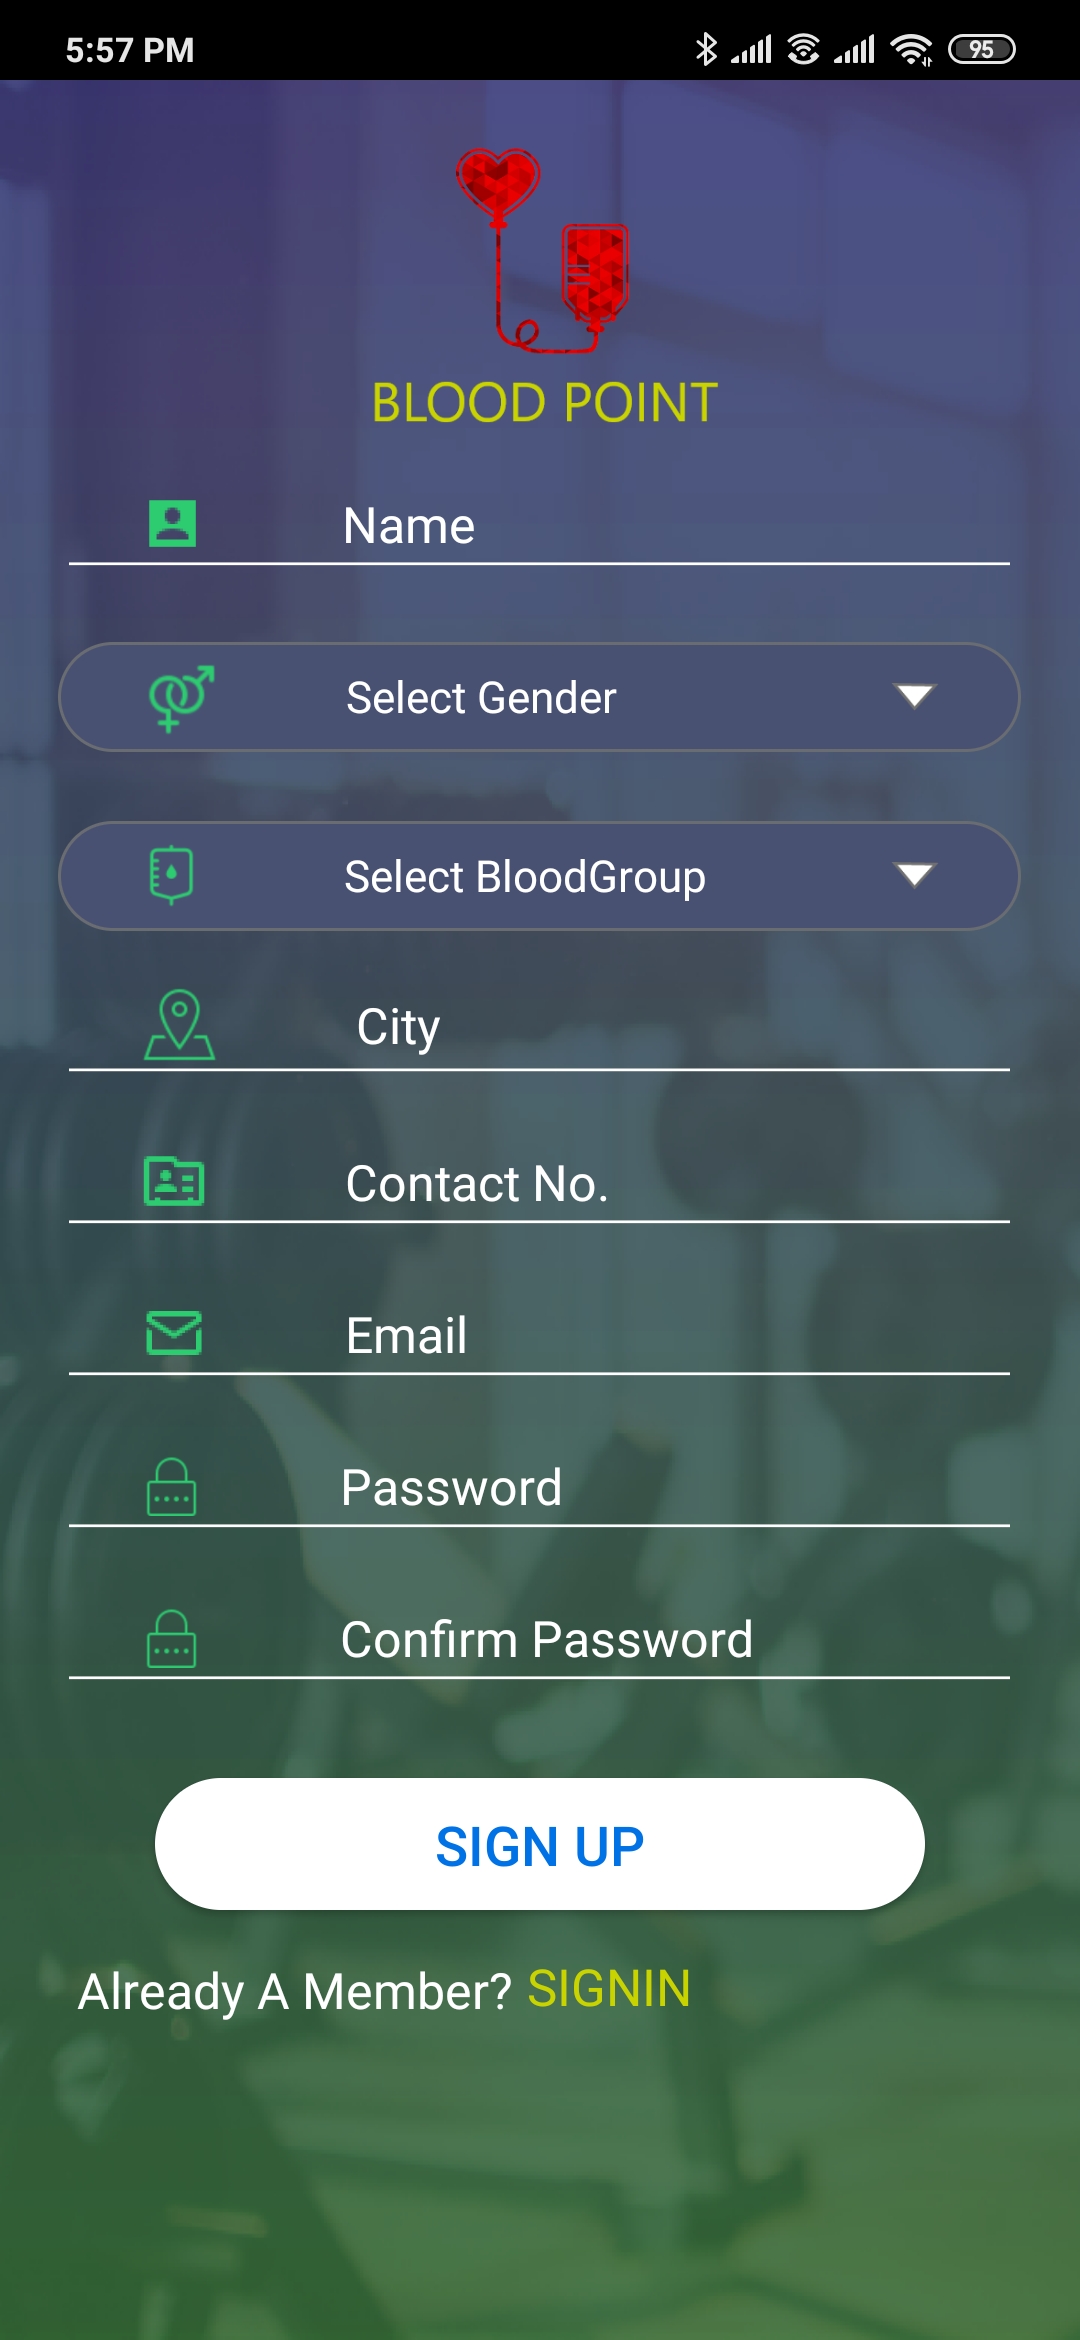 5:57 PM
95
BLOOD POINT
Name
Select Gender
Select BloodGroup
City
Contact No.
Email
Password
Confirm Password
SIGN UP
Already A Member? SIGNIN